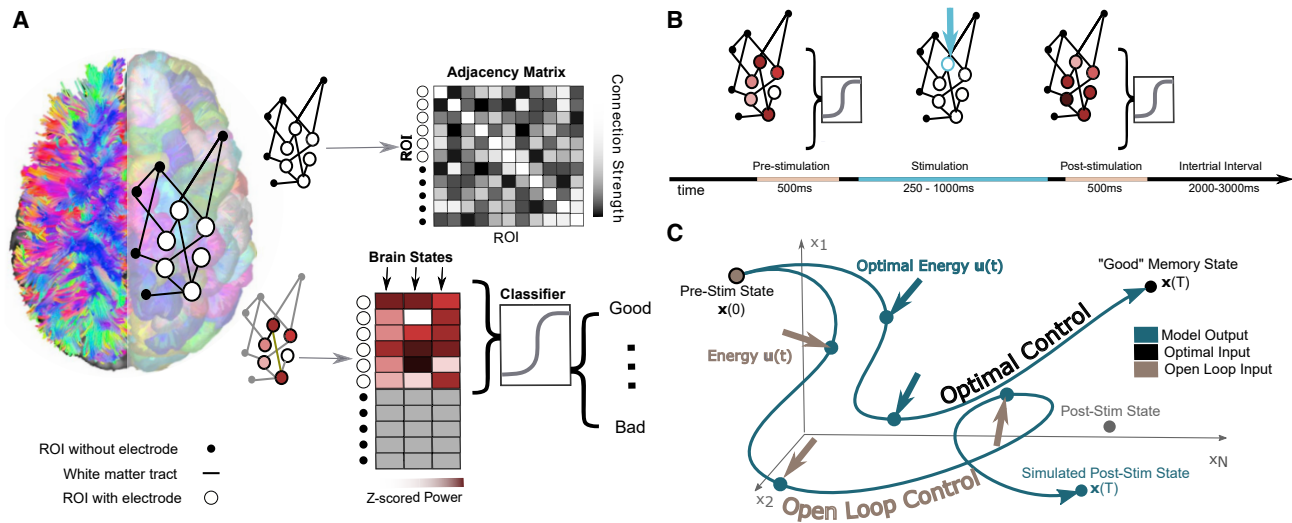 A
Adjacency Matrix
ROI
ROI
Connection Strength
Brain States
Classifier
Good
Bad
Z-scored Power
ROI without electrode
White matter tract
ROI with electrode
B
Pre-stimulation
Stimulation
Post-stimulation
Intertrial Interval
time
500ms
250 - 1000ms
500ms
2000-3000ms
C
x1
Optimal Energy u(t)
"Good" Memory State
x(T)
Pre-Stim State
x(0)
Energy u(t)
Optimal Control
Model Output
Optimal Input
Open Loop Input
Post-Stim State
xN
Simulated Post-Stim State
x(T)
x2
Open Loop Control